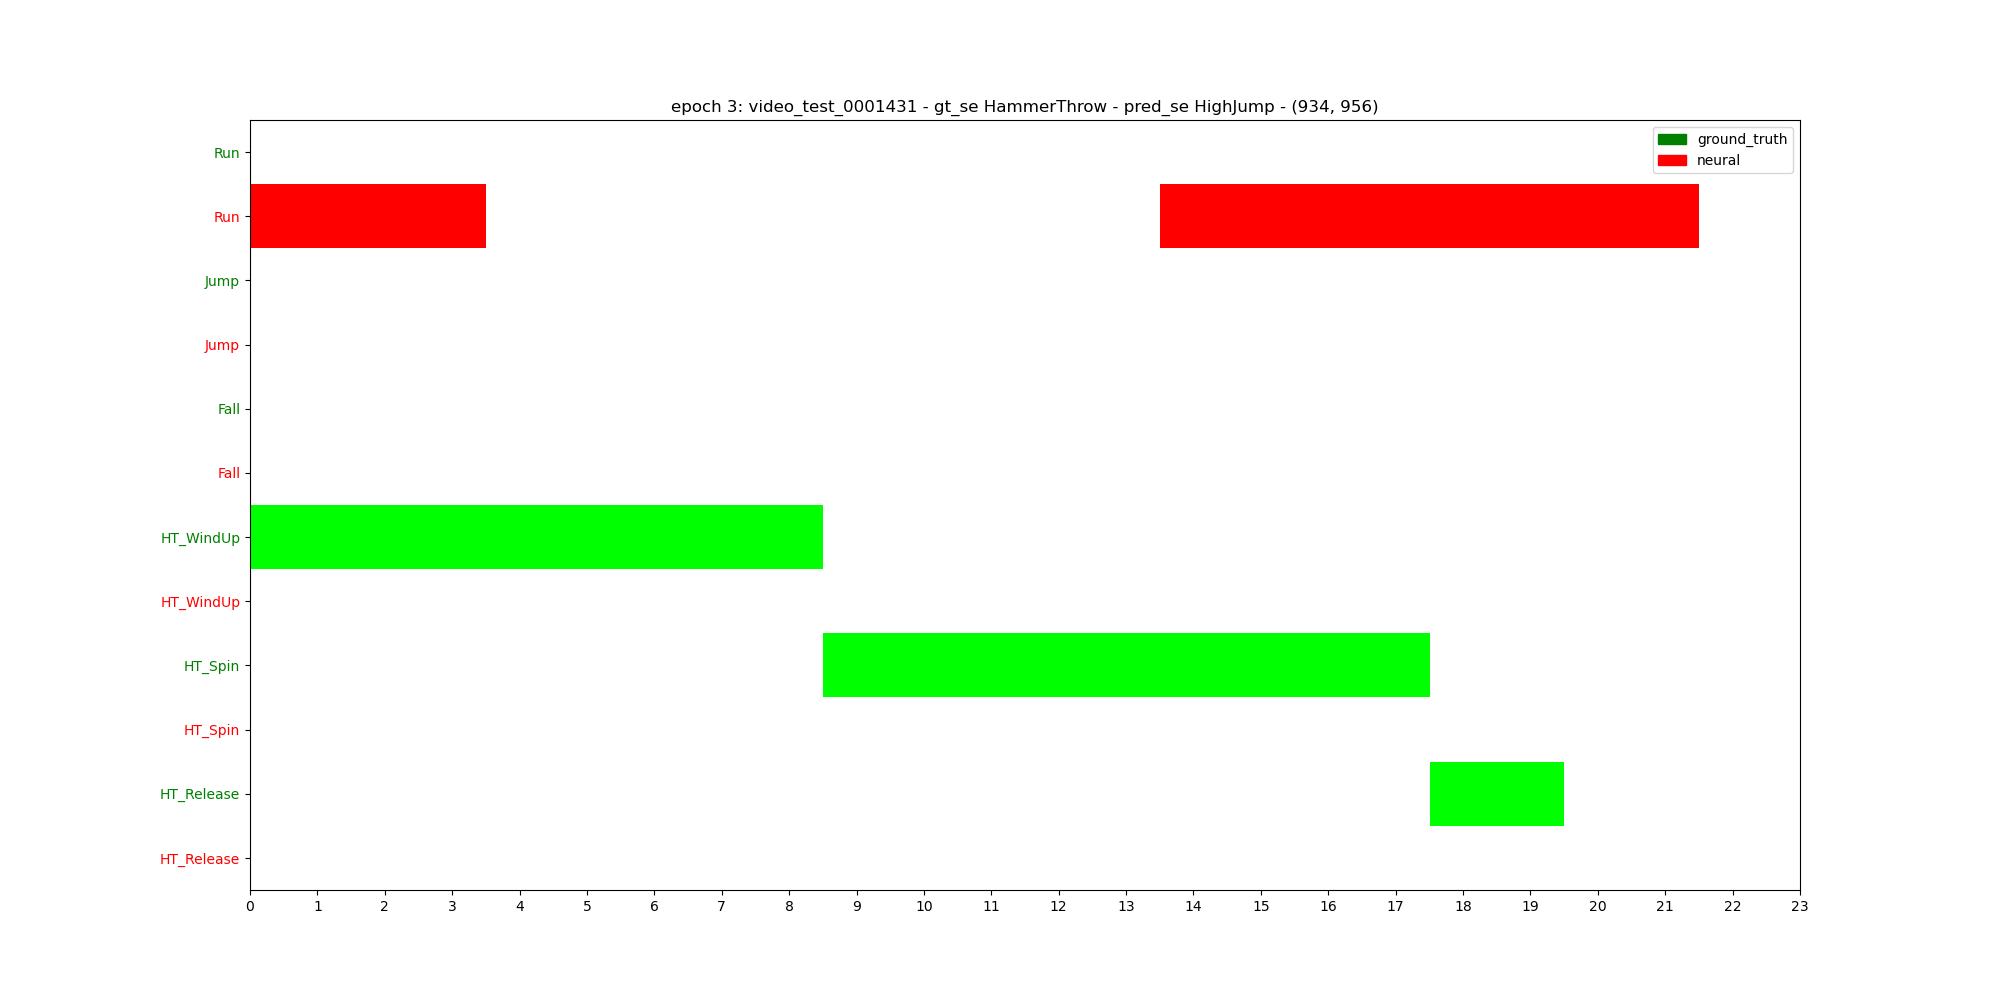 epoch 3: video_test_0001431 - gt_se HammerThrow - pred_se HighJump - (934, 956)
ground_truth
neural
Run
Run
Jump
Jump
Fall
Fall
HT_WindUp
HT_WindUp
HT_Spin
HT_Spin
HT_Release
HT_Release
0 1 2 3 4 5 6 7 8 9 10 11 12 13 14 15 16 17 18 19 20 21 22 23